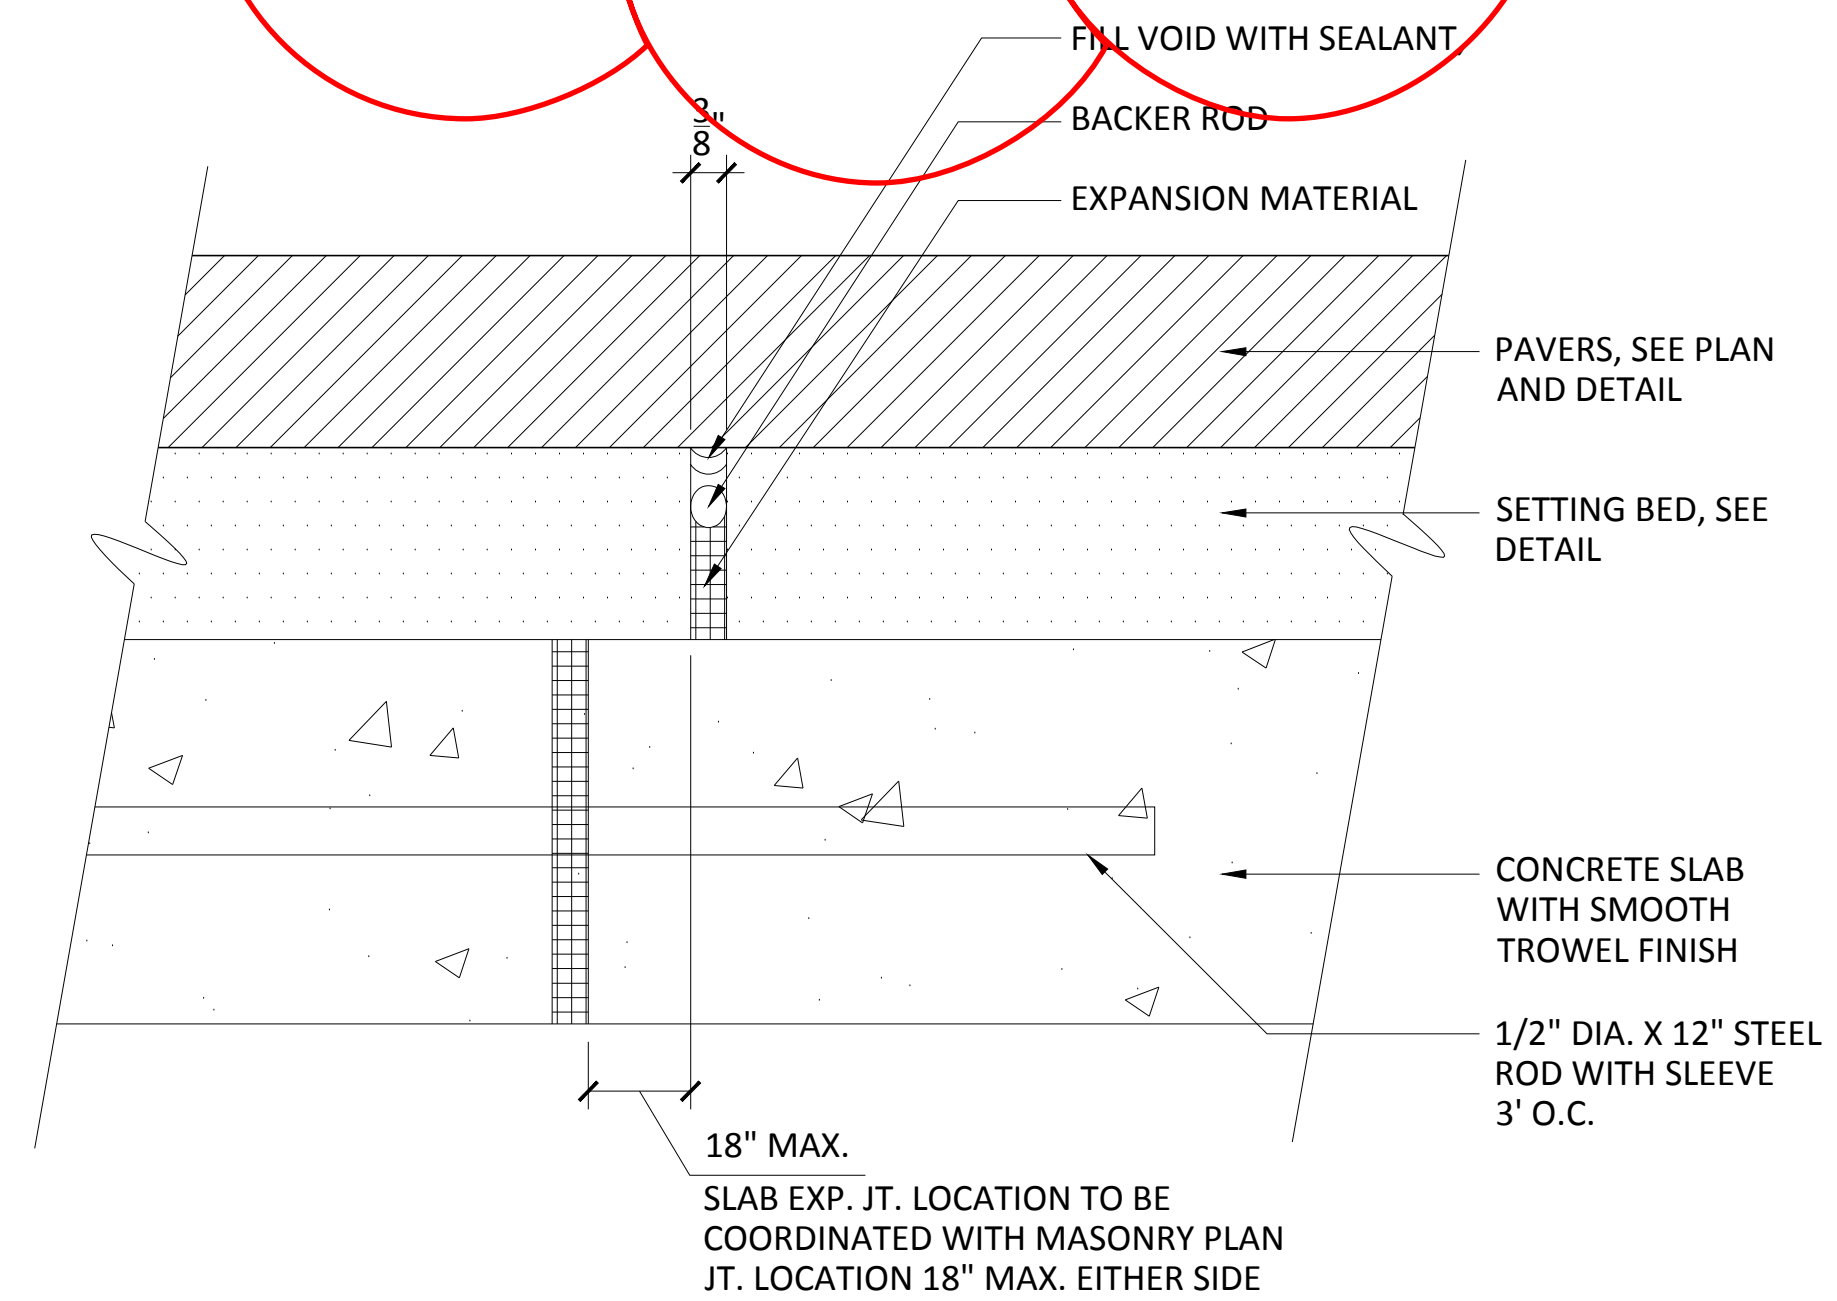 FILL VOID WITH SEALANT,
3/8"
BACKER ROD
EXPANSION MATERIAL
PAVERS, SEE PLAN
AND DETAIL
SETTING BED, SEE
DETAIL
CONCRETE SLAB
WITH SMOOTH
TROWEL FINISH
1/2" DIA. X 12" STEEL
ROD WITH SLEEVE
3' O.C.
18" MAX.
SLAB EXP. JT. LOCATION TO BE
COORDINATED WITH MASONRY PLAN
JT. LOCATION 18" MAX. EITHER SIDE